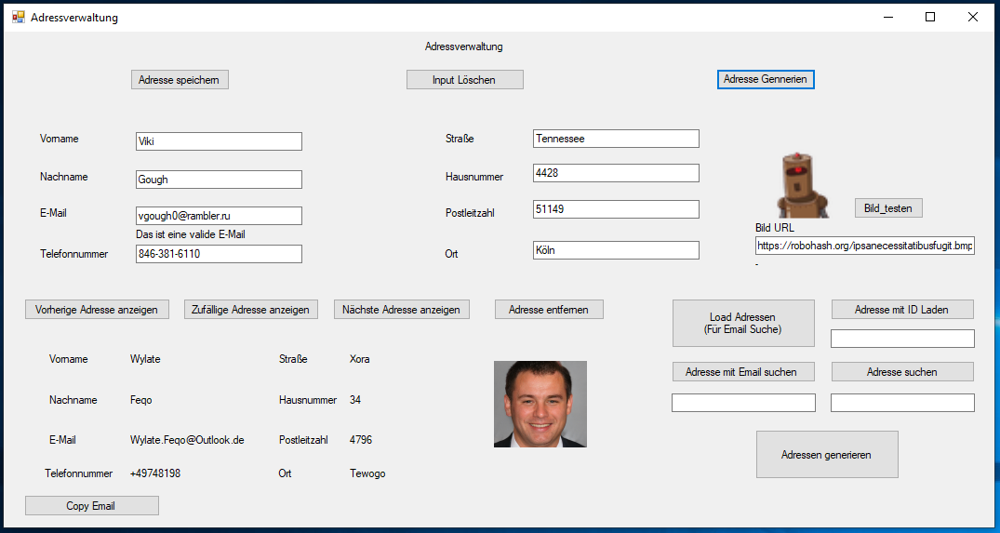 Adressverwaltung
Adressverwaltung
Adresse speichern
Input Löschen
Adresse Gennerien
Vorname
Viki
Straße
Tennessee
Nachname
Gough
Hausnummer
4428
E-Mail
vgough0@rambler.ru
Das ist eine valide E-Mail
Postleitzahl
51149
Bild_testen
Bild URL
https://robohash.org/ipsanecessitatibusfugit.bmp
-
Telefonnummer
846-381-6110
Ort
Köln
Vorherige Adresse anzeigen
Zufällige Adresse anzeigen
Nächste Adresse anzeigen
Adresse entfernen
Load Adressen
(Für Email Suche)
Adresse mit ID Laden
Vorname
Wylate
Straße
Xora
Adresse mit Email suchen
Adresse suchen
Nachname
Feqo
Hausnummer
34
E-Mail
Wylate.Feqo@Outlook.de
Postleitzahl
4796
Adressen generieren
Telefonnummer
+49748198
Ort
Tewogo
Copy Email